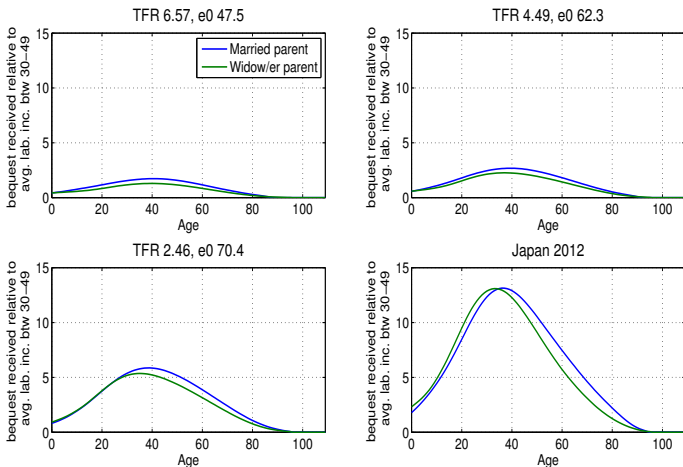 TFR 6.57, e0 47.5
bequest received relative to
avg. lab. inc. btw 30−49
15
10
5
0
Married parent
Widow/er parent
0 20 40 60 80 100
Age
TFR 4.49, e0 62.3
bequest received relative to
avg. lab. inc. btw 30−49
15
10
5
0
0 20 40 60 80 100
Age
TFR 2.46, e0 70.4
bequest received relative to
avg. lab. inc. btw 30−49
15
10
5
0
0 20 40 60 80 100
Age
Japan 2012
bequest received relative to
avg. lab. inc. btw 30−49
15
10
5
0
0 20 40 60 80 100
Age